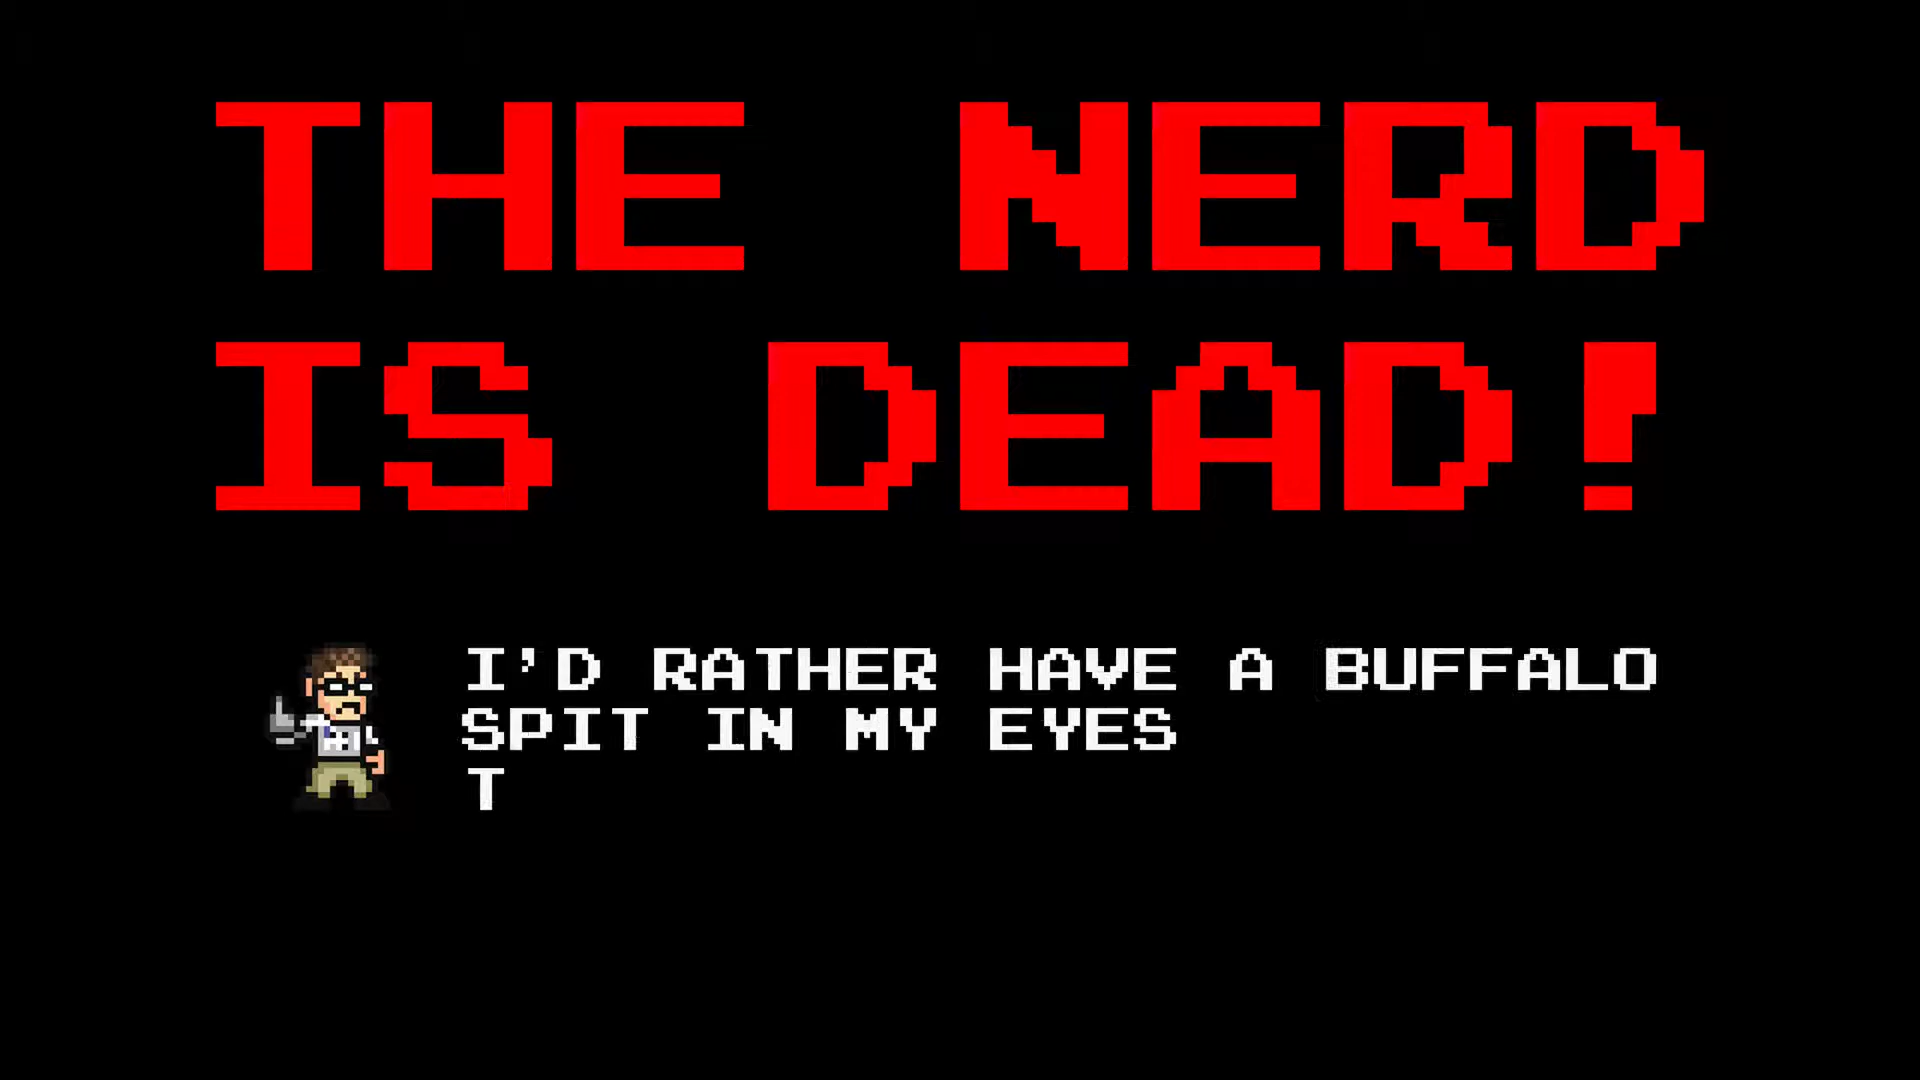 THE NERD
IS DEAD!
I'D RATHER HAVE A BUFFALO
SPIT IN MY EYES
T